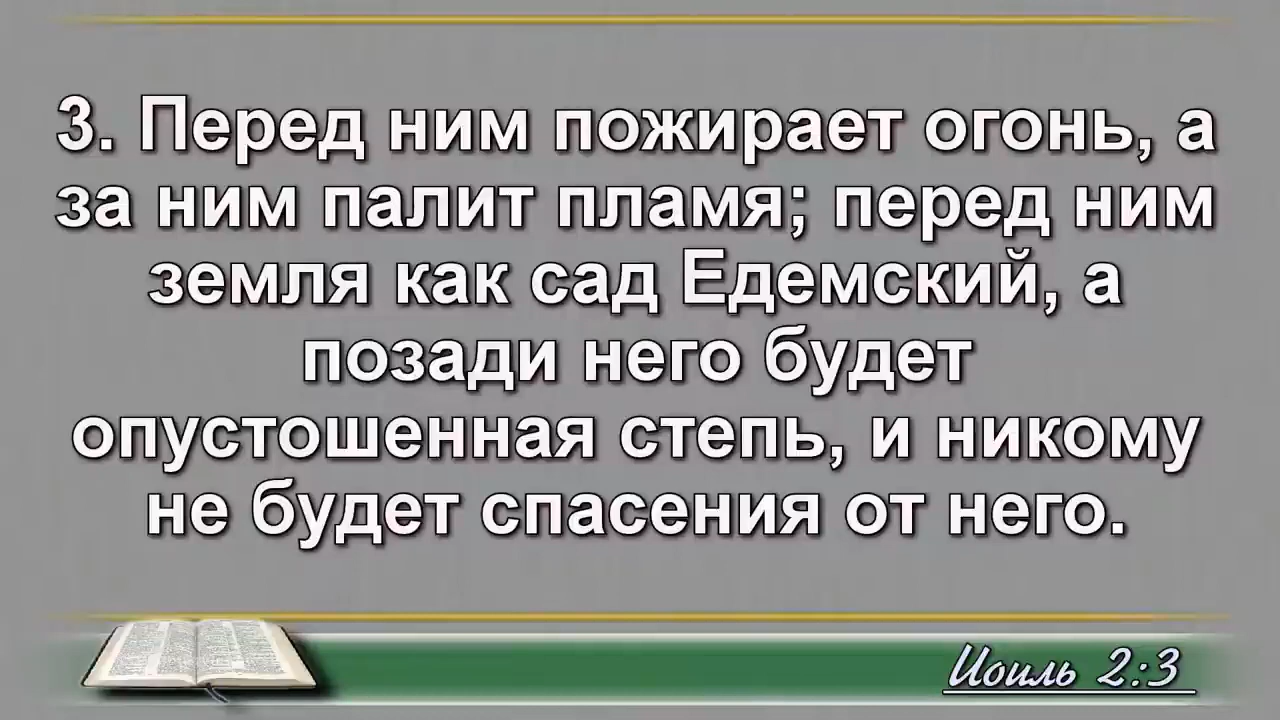 3. Перед ним пожирает огонь, а
за ним палит пламя; перед ним
земля как сад Едемский, а
позади него будет
опустошенная степь, и никому
не будет спасения от него.
Иоиль 2:3